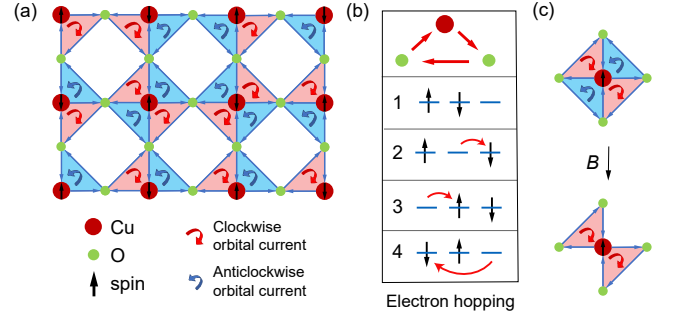 (a)
(b)
(c)
1
2
3
4
B
Cu
O
spin
Clockwise
orbital current
Anticlockwise
orbital current
Electron hopping